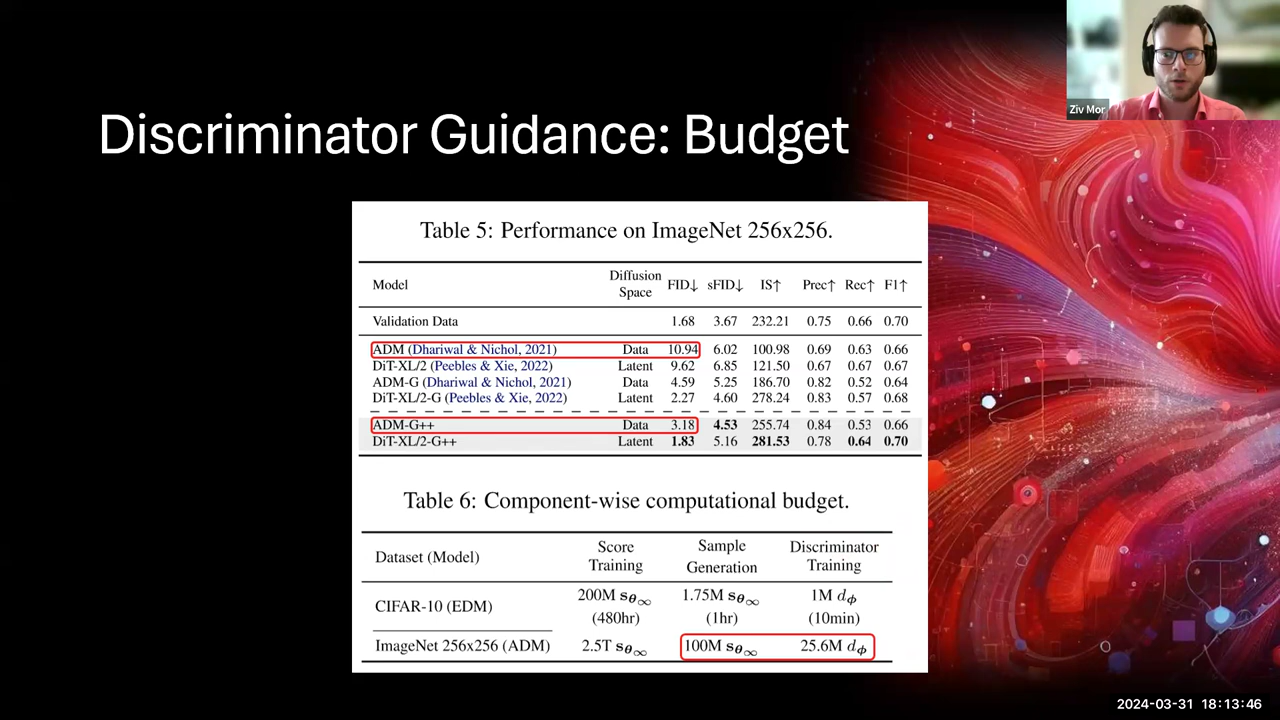 Ziv Mor
Discriminator Guidance: Budget
Table 5: Performance on ImageNet 256x256.
Model Diffusion Space FID↓ sFID↓ IS↑ Prec↑ Rec↑ F1↑
Validation Data 1.68 3.67 232.21 0.75 0.66 0.70
ADM (Dhariwal & Nichol, 2021) Data 10.94 6.02 100.98 0.69 0.63 0.66
DiT-XL/2 (Peebles & Xie, 2022) Latent 9.62 6.85 121.50 0.67 0.67 0.67
ADM-G (Dhariwal & Nichol, 2021) Data 4.59 5.25 186.70 0.82 0.52 0.64
DiT-XL/2-G (Peebles & Xie, 2022) Latent 2.27 4.60 278.24 0.83 0.57 0.68
ADM-G++ Data 3.18 4.53 255.74 0.84 0.53 0.66
DiT-XL/2-G++ Latent 1.83 5.16 281.53 0.78 0.64 0.70
Table 6: Component-wise computational budget.
Dataset (Model) Score Training Sample Generation Discriminator Training
CIFAR-10 (EDM) 200M s_θ∞ (480hr) 1.75M s_θ∞ (1hr) 1M d_ϕ (10min)
ImageNet 256x256 (ADM) 2.5T s_θ∞ 100M s_θ∞ 25.6M d_ϕ
2024-03-31 18:13:46